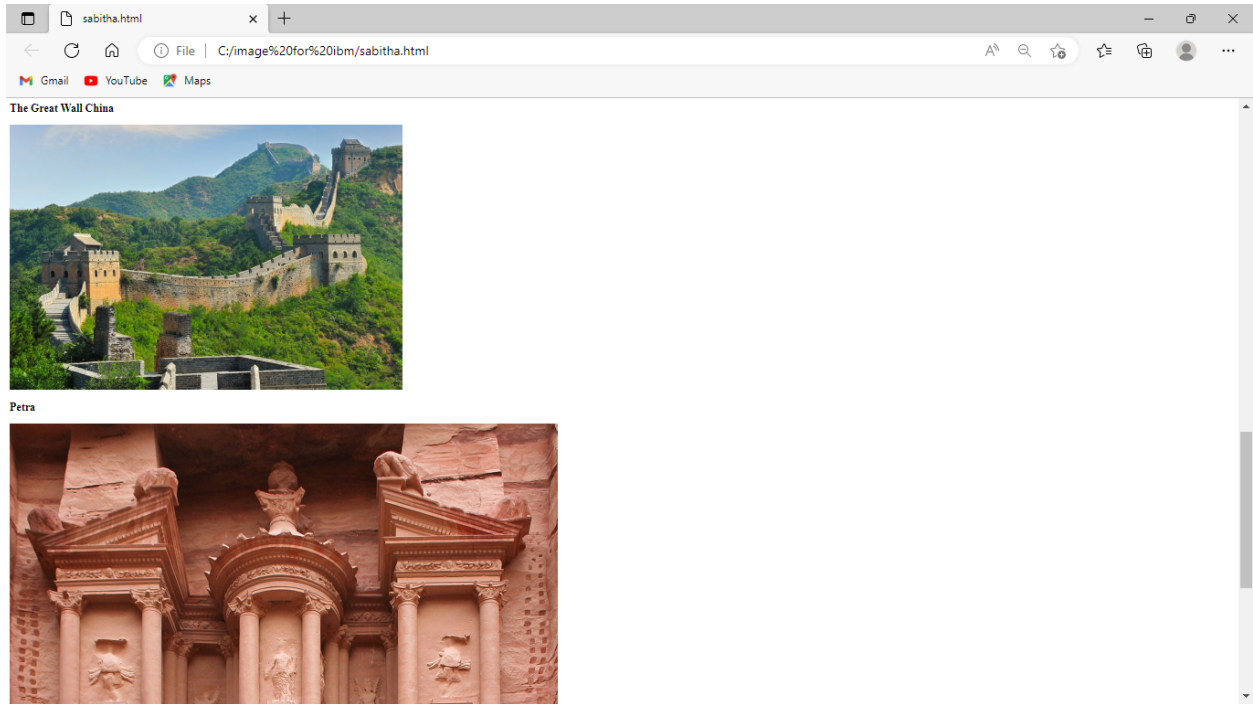 sabitha.html
File C:/image%20for%20ibm/sabitha.html
Gmail YouTube Maps
The Great Wall China
Petra